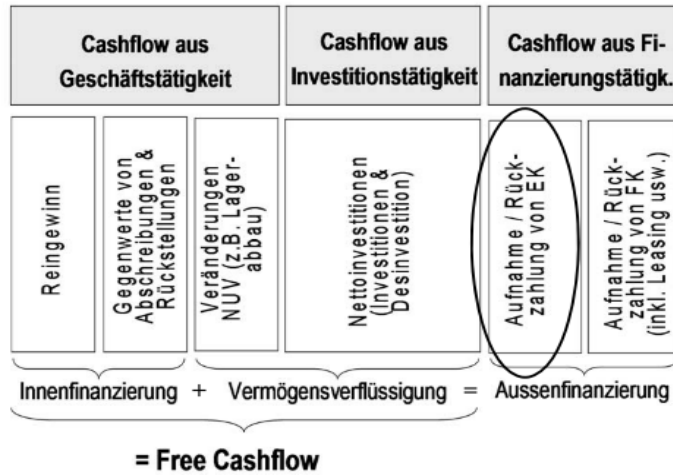 Cashflow aus
Geschäftstätigkeit
Cashflow aus
Investitionstätigkeit
Cashflow aus Fi-
nanzierungstätigk.
Reingewinn
Gegenwerte von
Abschreibungen &
Rückstellungen
Veränderungen
NUV (z.B. Lager-
abbau)
Nettoinvestitionen
(Investitionen &
Desinvestition)
Aufnahme / Rück-
zahlung von EK
Aufnahme / Rück-
zahlung von FK
(inkl. Leasing usw.)
Innenfinanzierung + Vermögensverflüssigung = Aussenfinanzierung
= Free Cashflow